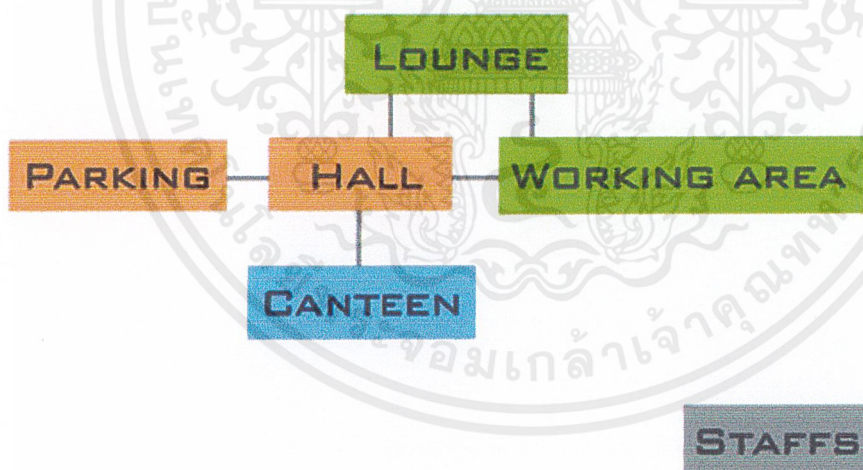 LOUNGE
PARKING
HALL
WORKING AREA
CANTEEN
STAFFS